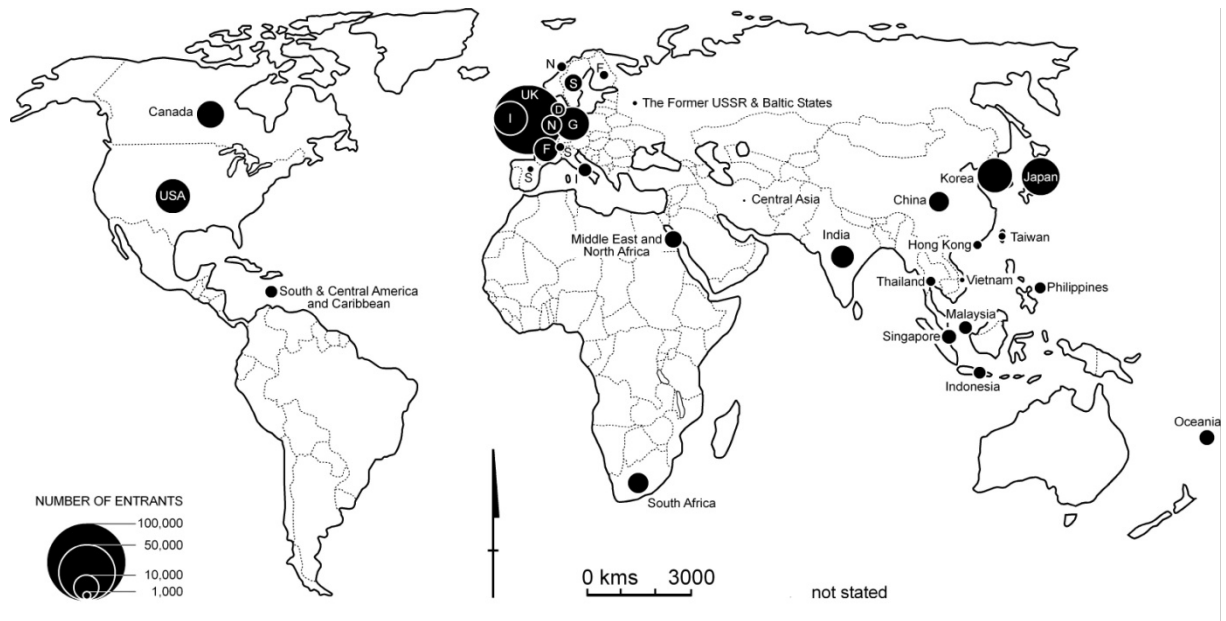 N
F
S
UK
The Former USSR & Baltic States
D
Canada
I
N
G
F
S
S
I
Korea
Japan
USA
China
Central Asia
India
Middle East and
North Africa
Hong Kong
Taiwan
Thailand
Vietnam
Philippines
South & Central America
and Caribbean
Malaysia
Singapore
Indonesia
Oceania
South Africa
NUMBER OF ENTRANTS
100,000
50,000
10,000
1,000
0 kms 3000
not stated